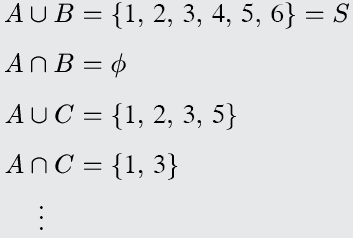 A ∪ B = {1, 2, 3, 4, 5, 6} = S
A ∩ B = ϕ
A ∪ C = {1, 2, 3, 5}
A ∩ C = {1, 3}
⋮